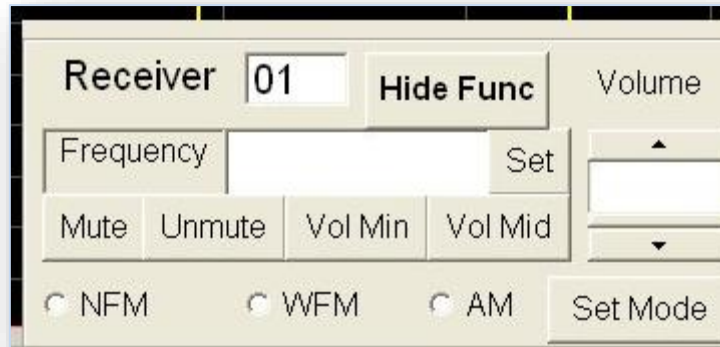 Receiver 01 Hide Func Volume
Frequency Set
Mute Unmute Vol Min Vol Mid
NFM WFM AM Set Mode